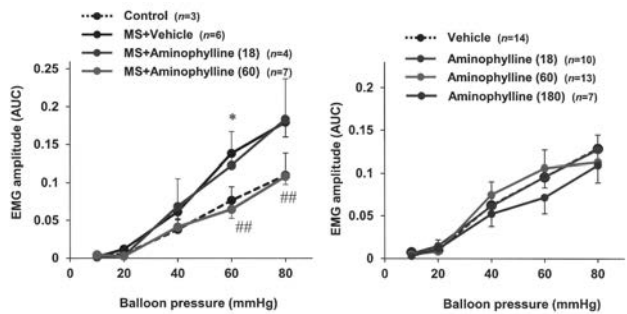 Control (n=3)
MS+Vehicle (n=6)
MS+Aminophylline (18) (n=4)
MS+Aminophylline (60) (n=7)
EMG amplitude (AUC)
0.25
0.2
0.15
0.1
0.05
0
*
##
##
0 20 40 60 80
Balloon pressure (mmHg)
Vehicle (n=14)
Aminophylline (18) (n=10)
Aminophylline (60) (n=13)
Aminophylline (180) (n=7)
EMG amplitude (AUC)
0.2
0.15
0.1
0.05
0
0 20 40 60 80
Balloon pressure (mmHg)